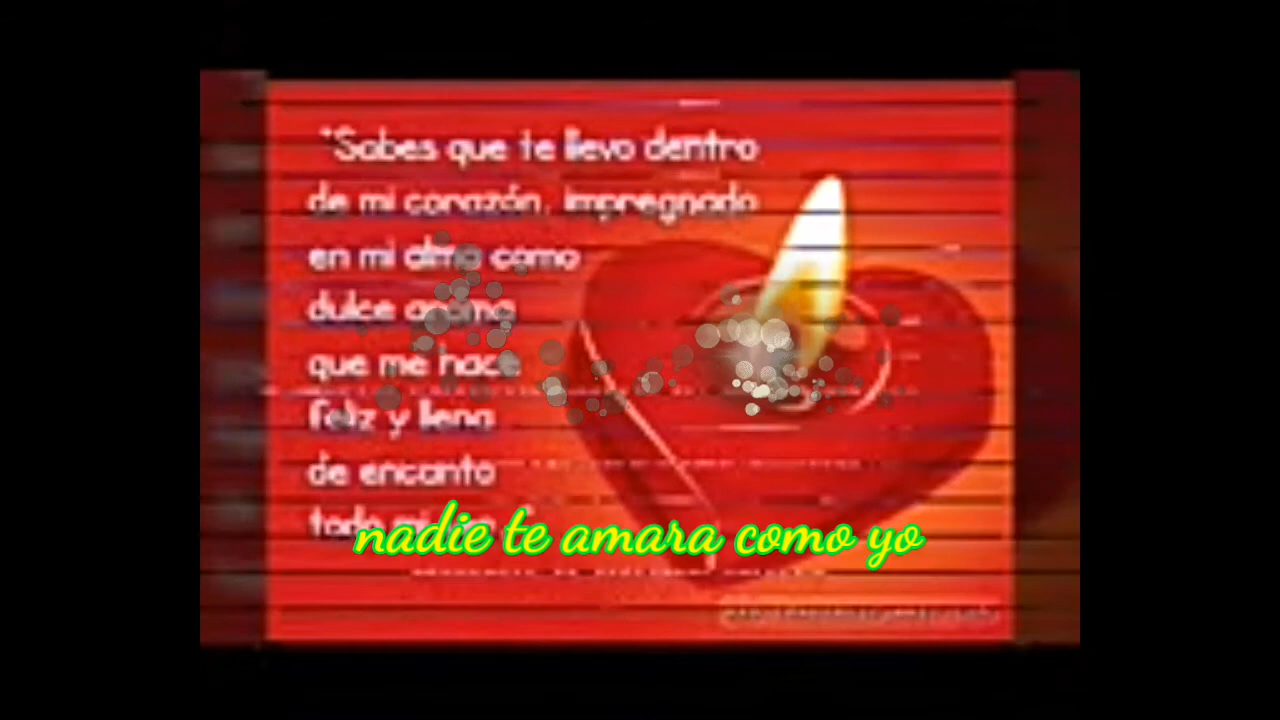 "Sabes que te llevo dentro
de mi corazón, impregnado
en mi alma como
dulce aroma
que me hace
feliz y llena
de encanto
nadie te amara como yo